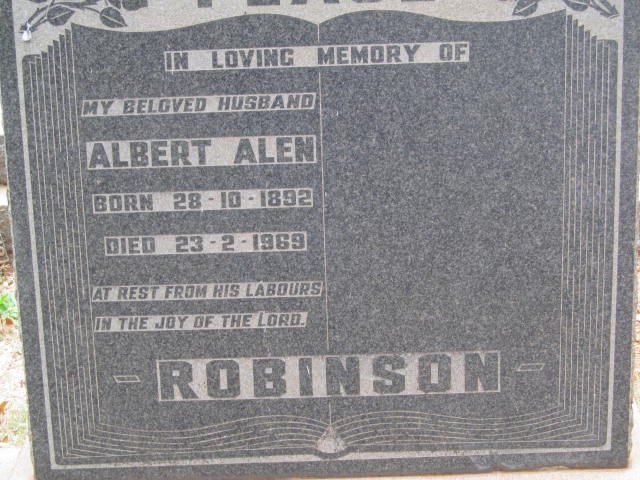 IN LOVING MEMORY OF
MY BELOVED HUSBAND
ALBERT ALEN
BORN 28-10-1892
DIED 23-2-1969
AT REST FROM HIS LABOURS
IN THE JOY OF THE LORD.
- ROBINSON -